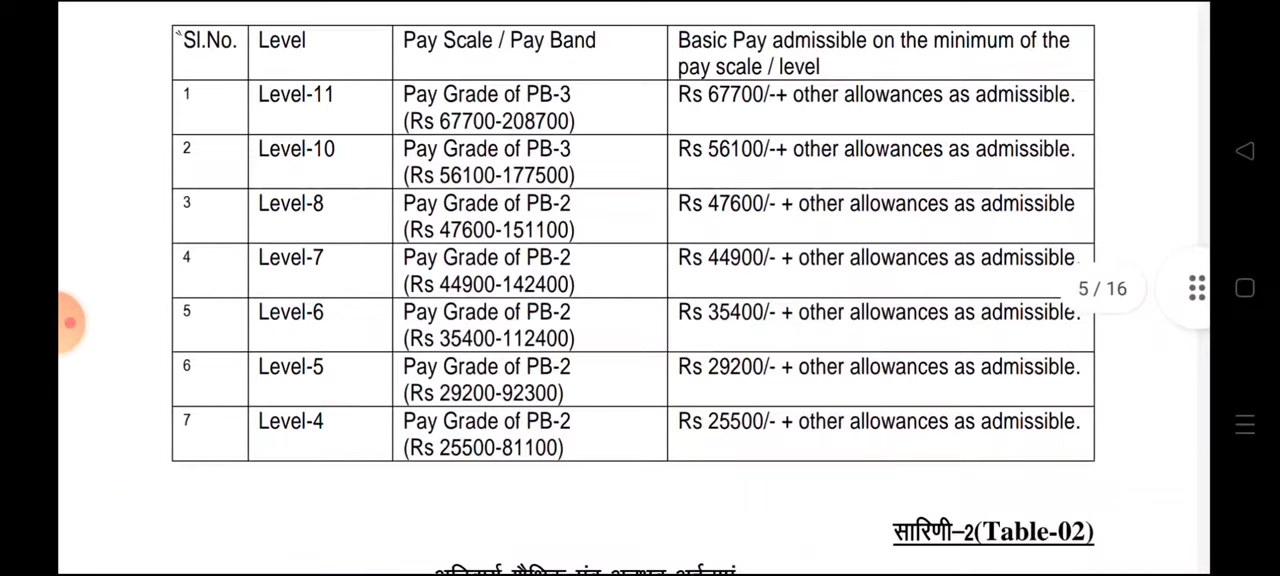 Sl.No. Level Pay Scale / Pay Band Basic Pay admissible on the minimum of the
pay scale / level
1 Level-11 Pay Grade of PB-3 Rs 67700/-+ other allowances as admissible.
(Rs 67700-208700)
2 Level-10 Pay Grade of PB-3 Rs 56100/-+ other allowances as admissible.
(Rs 56100-177500)
3 Level-8 Pay Grade of PB-2 Rs 47600/- + other allowances as admissible
(Rs 47600-151100)
4 Level-7 Pay Grade of PB-2 Rs 44900/- + other allowances as admissible
(Rs 44900-142400)
5 / 16
5 Level-6 Pay Grade of PB-2 Rs 35400/- + other allowances as admissible.
(Rs 35400-112400)
6 Level-5 Pay Grade of PB-2 Rs 29200/- + other allowances as admissible.
(Rs 29200-92300)
7 Level-4 Pay Grade of PB-2 Rs 25500/- + other allowances as admissible.
(Rs 25500-81100)
सारिणी–2(Table-02)